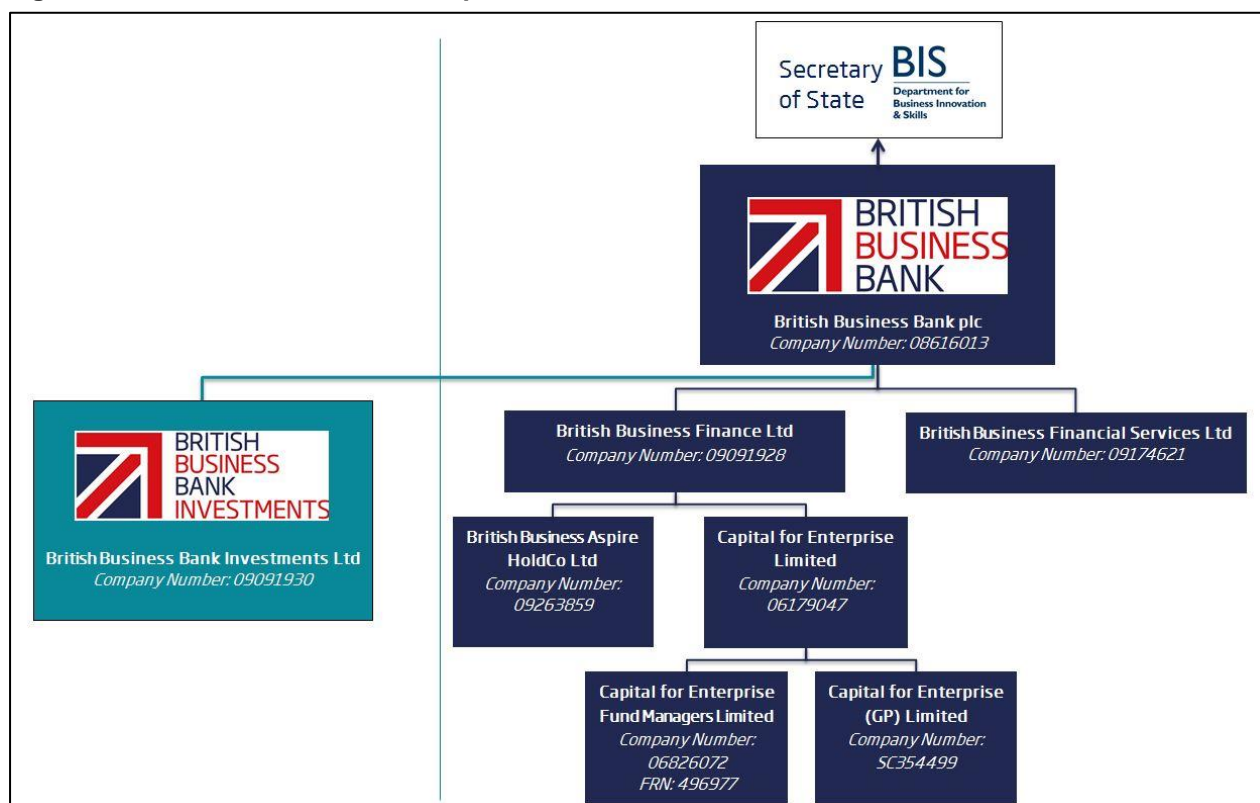 Secretary
of State
BIS
Department for
Business Innovation
& Skills
BRITISH
BUSINESS
BANK
British Business Bank plc
Company Number: 08616013
BRITISH
BUSINESS
BANK
INVESTMENTS
British Business Bank Investments Ltd
Company Number: 09091930
British Business Finance Ltd
Company Number: 09091928
British Business Financial Services Ltd
Company Number: 09174621
British Business Aspire
HoldCo Ltd
Company Number:
09263859
Capital for Enterprise
Limited
Company Number:
06179047
Capital for Enterprise
Fund Managers Limited
Company Number:
06826072
FRN: 496977
Capital for Enterprise
(GP) Limited
Company Number:
SC354499